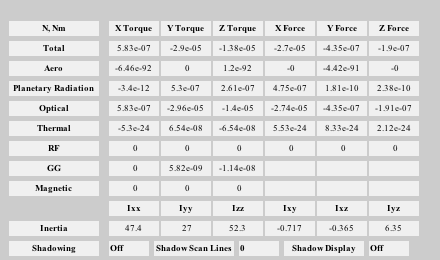 N, Nm X Torque Y Torque Z Torque X Force Y Force Z Force
Total 5.83e-07 -2.9e-05 -1.38e-05 -2.7e-05 -4.35e-07 -1.9e-07
Aero -6.46e-92 0 1.2e-92 -0 -4.42e-91 -0
Planetary Radiation -3.4e-12 5.3e-07 2.61e-07 4.75e-07 1.81e-10 2.38e-10
Optical 5.83e-07 -2.96e-05 -1.4e-05 -2.74e-05 -4.35e-07 -1.91e-07
Thermal -5.3e-24 6.54e-08 -6.54e-08 5.53e-24 8.33e-24 2.12e-24
RF 0 0 0 0 0 0
GG 0 5.82e-09 -1.14e-08
Magnetic 0 0 0
Ixx Iyy Izz Ixy Ixz Iyz
Inertia 47.4 27 52.3 -0.717 -0.365 6.35
Shadowing Off Shadow Scan Lines 0 Shadow Display Off